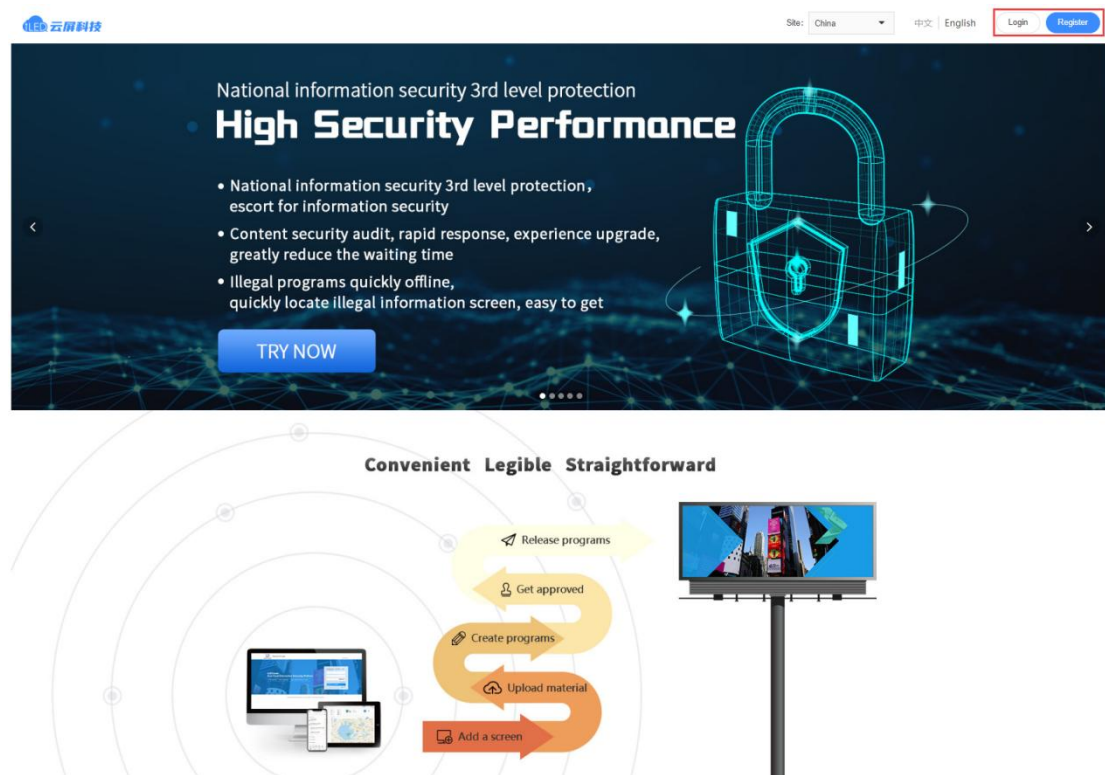 LED 云屏科技
Site: China 中文 | English Login Register
National information security 3rd level protection
High Security Performance
• National information security 3rd level protection,
escort for information security
• Content security audit, rapid response, experience upgrade,
greatly reduce the waiting time
• Illegal programs quickly offline,
quickly locate illegal information screen, easy to get
TRY NOW
Convenient Legible Straightforward
Release programs
Get approved
Create programs
Upload material
Add a screen